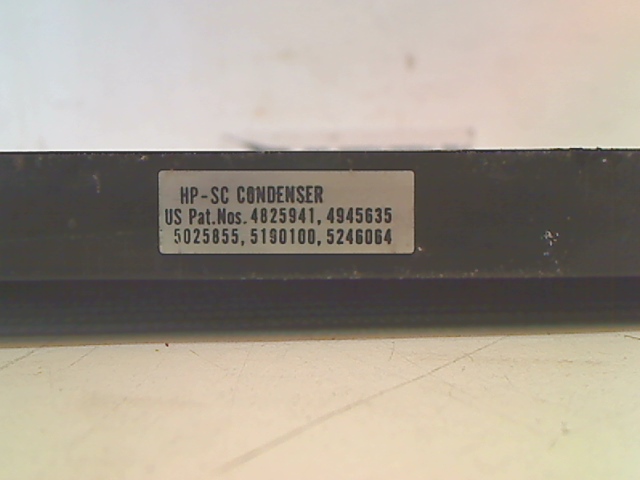 HP-SC CONDENSER
US Pat.Nos. 4825941, 4945635
5025855, 5190100, 5246064